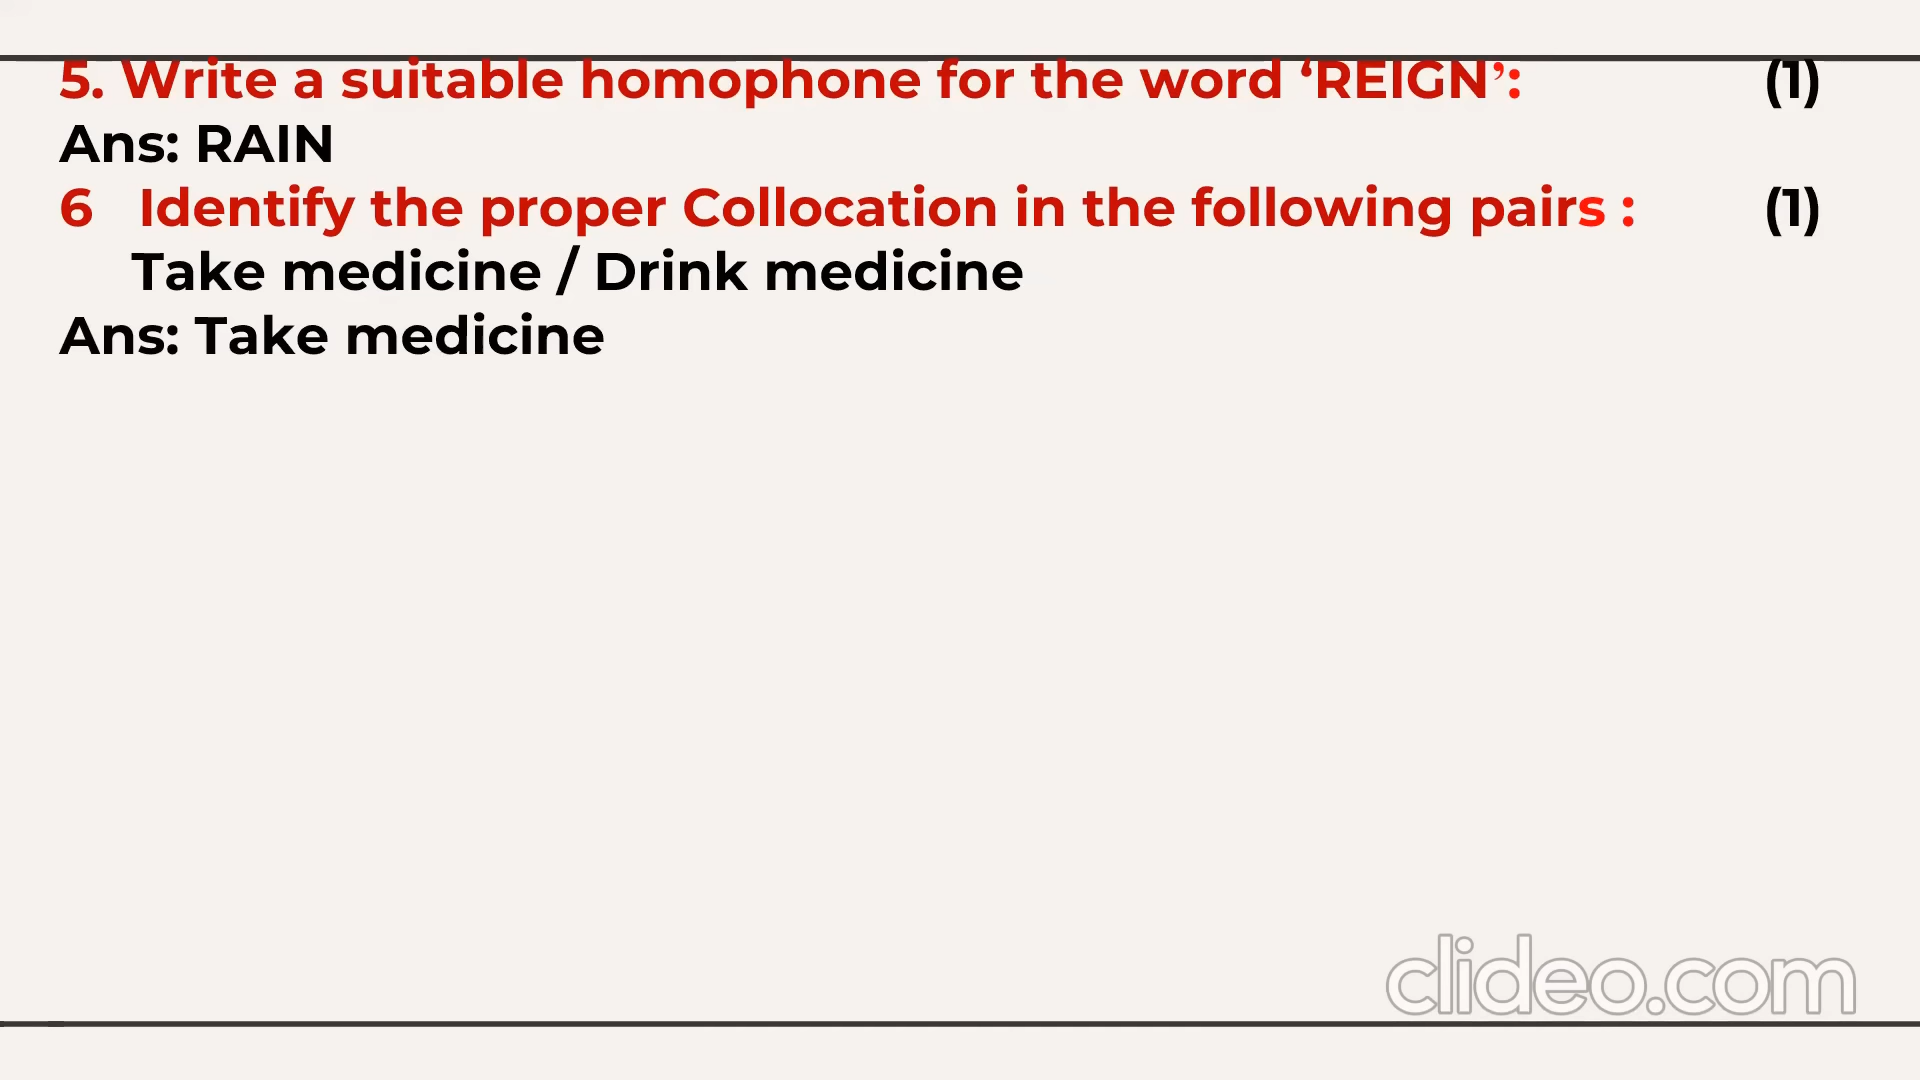 5. Write a suitable homophone for the word ‘REIGN’: (1)
Ans: RAIN
6 Identify the proper Collocation in the following pairs : (1)
Take medicine / Drink medicine
Ans: Take medicine
clideo.com